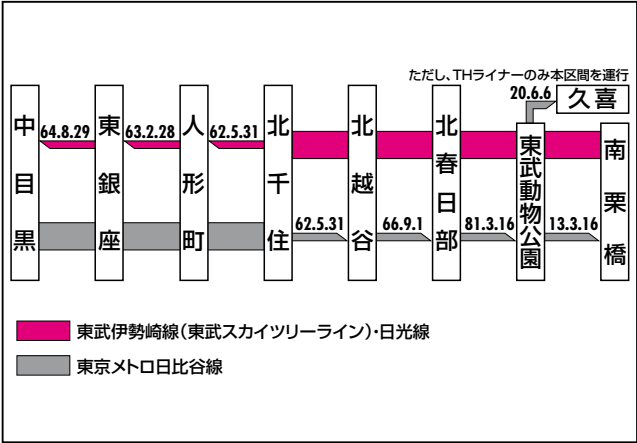 ただし、THライナーのみ本区間を運行
20.6.6
久喜
中目黒
64.8.29
東銀座
63.2.28
人形町
62.5.31
北千住
62.5.31
北越谷
66.9.1
北春日部
81.3.16
東武動物公園
13.3.16
南栗橋
東武伊勢崎線(東武スカイツリーライン)・日光線
東京メトロ日比谷線